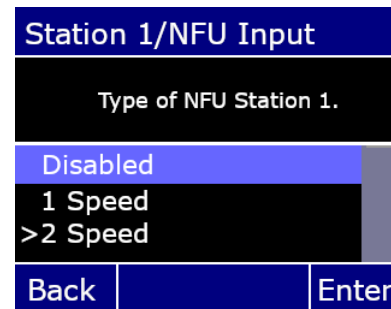 Station 1/NFU Input
Type of NFU Station 1.
Disabled
1 Speed
>2 Speed
Back Enter